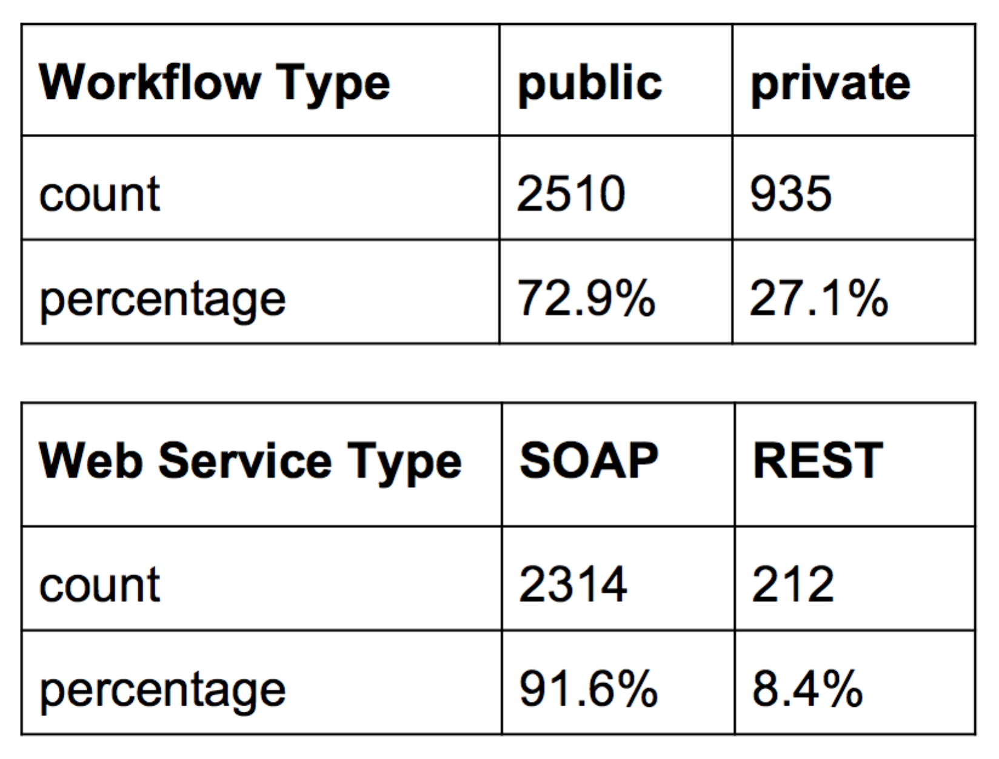 Workflow Type public private
count 2510 935
percentage 72.9% 27.1%
Web Service Type SOAP REST
count 2314 212
percentage 91.6% 8.4%